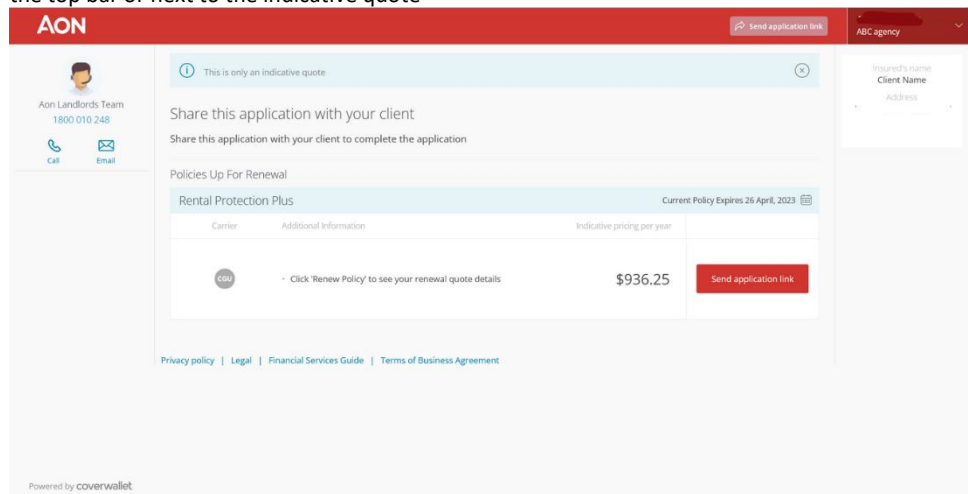 the top bar or next to the indicative quote
AON
Send application link
ABC agency
Aon Landlords Team
1800 010 248
Call
Email
This is only an indicative quote
Share this application with your client
Share this application with your client to complete the application
Policies Up For Renewal
Rental Protection Plus
Current Policy Expires 26 April, 2023
Carrier
Additional Information
Indicative pricing per year
CGU
- Click 'Renew Policy' to see your renewal quote details
$936.25
Send application link
Insured's name
Client Name
Address
Privacy policy | Legal | Financial Services Guide | Terms of Business Agreement
Powered by coverwallet